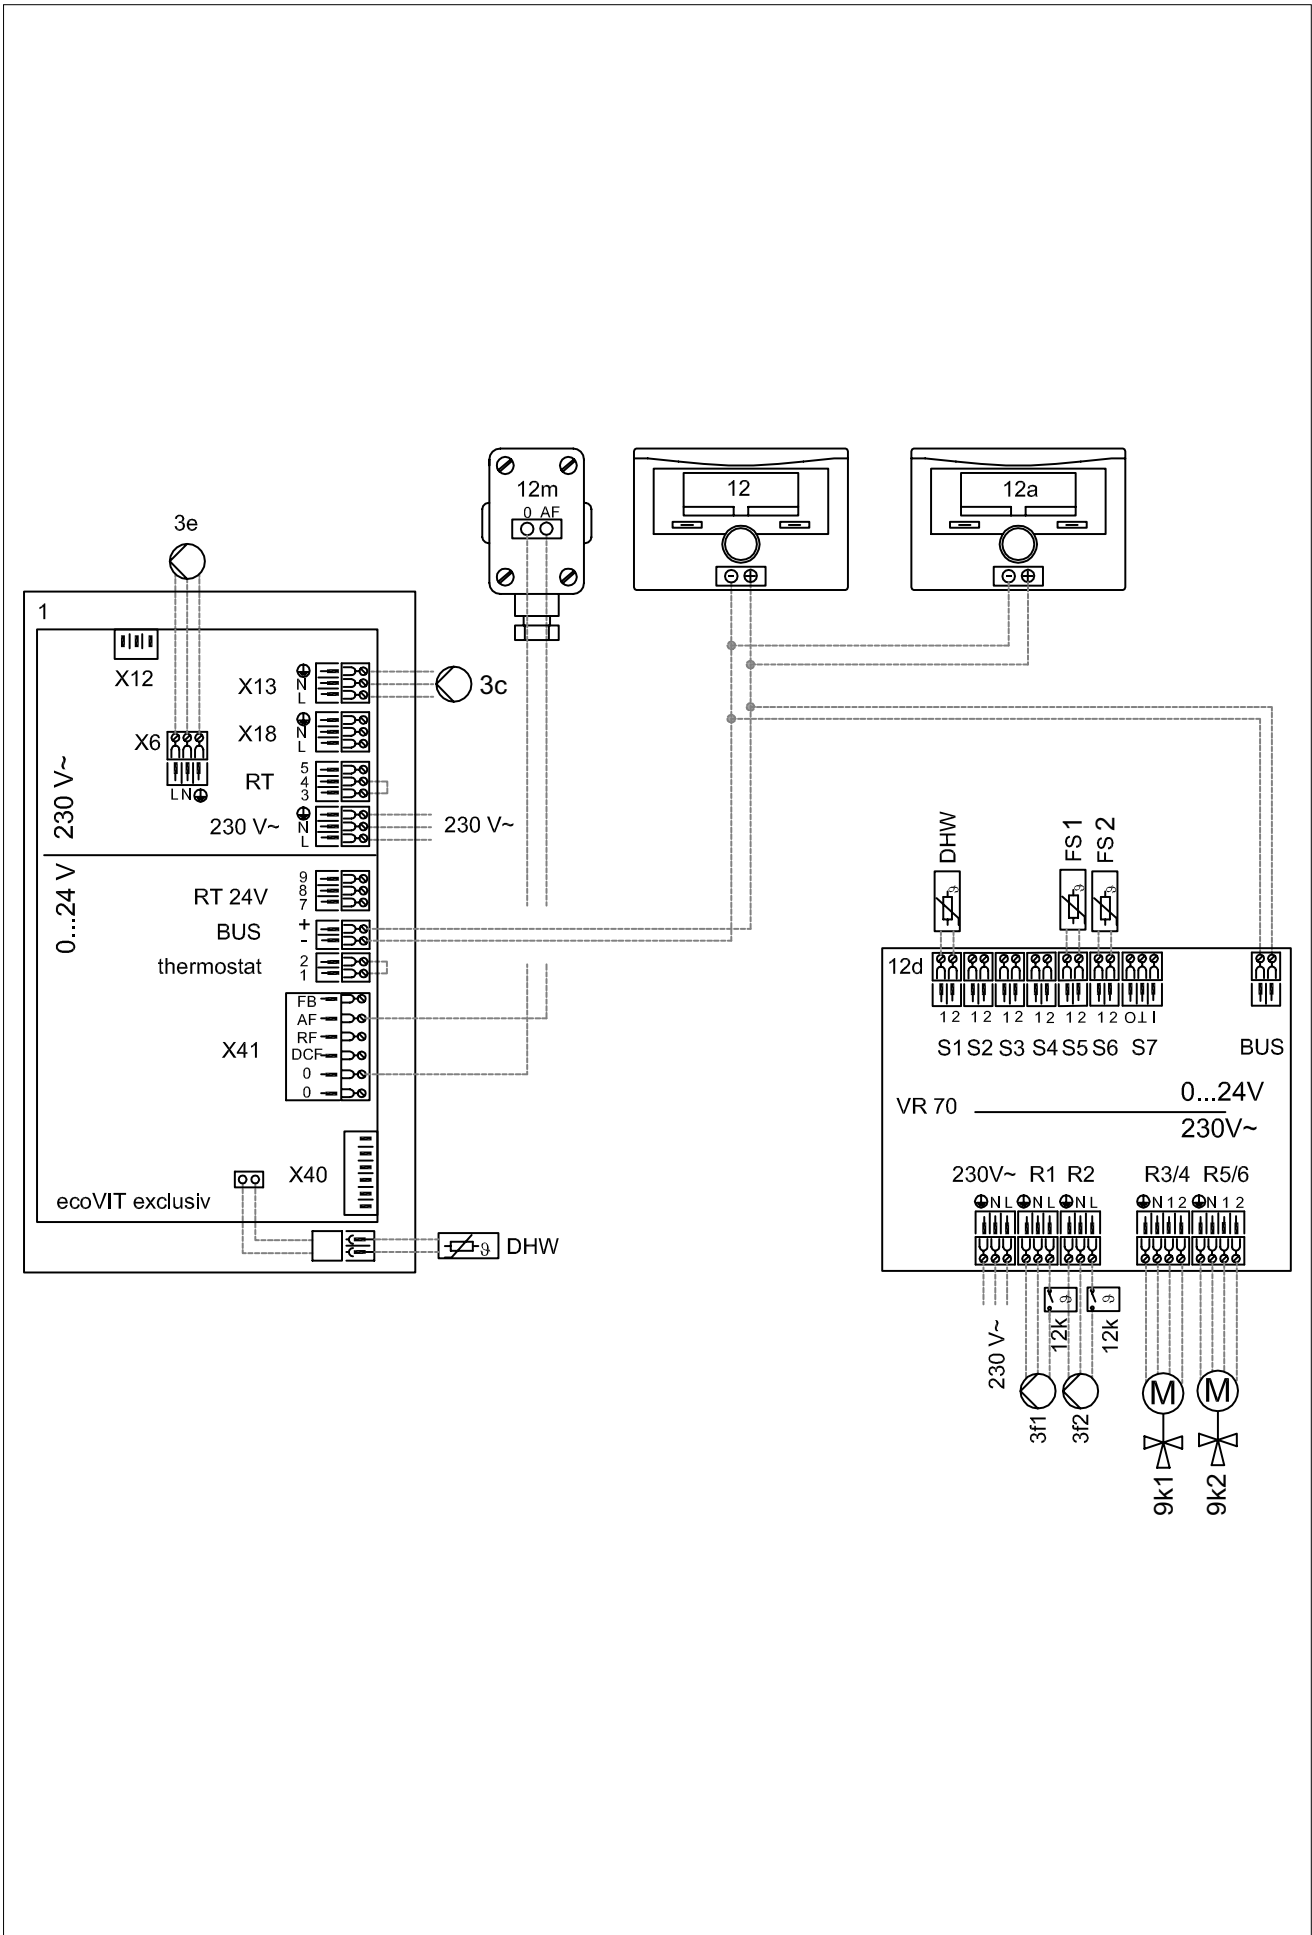 12m
0 AF
12
12a
3e
1
X12
X13
N
L
3c
X6
X18
N
L
L N
RT
5
4
3
230 V~
230 V~
N
L
230 V~
0...24 V
RT 24V
9
8
7
BUS
+
-
thermostat
2
1
X41
FB
AF
RF
DCF
0
0
X40
ecoVIT exclusiv
DHW
DHW
FS 1
FS 2
12d
1 2 1 2 1 2 1 2 1 2 1 2 O⊥I
S1 S2 S3 S4 S5 S6 S7 BUS
0...24V
VR 70
230V~
230V~ R1 R2 R3/4 R5/6
N L N L N L N 1 2 N 1 2
230 V~
12k
12k
3f1
3f2
M
M
9k1
9k2